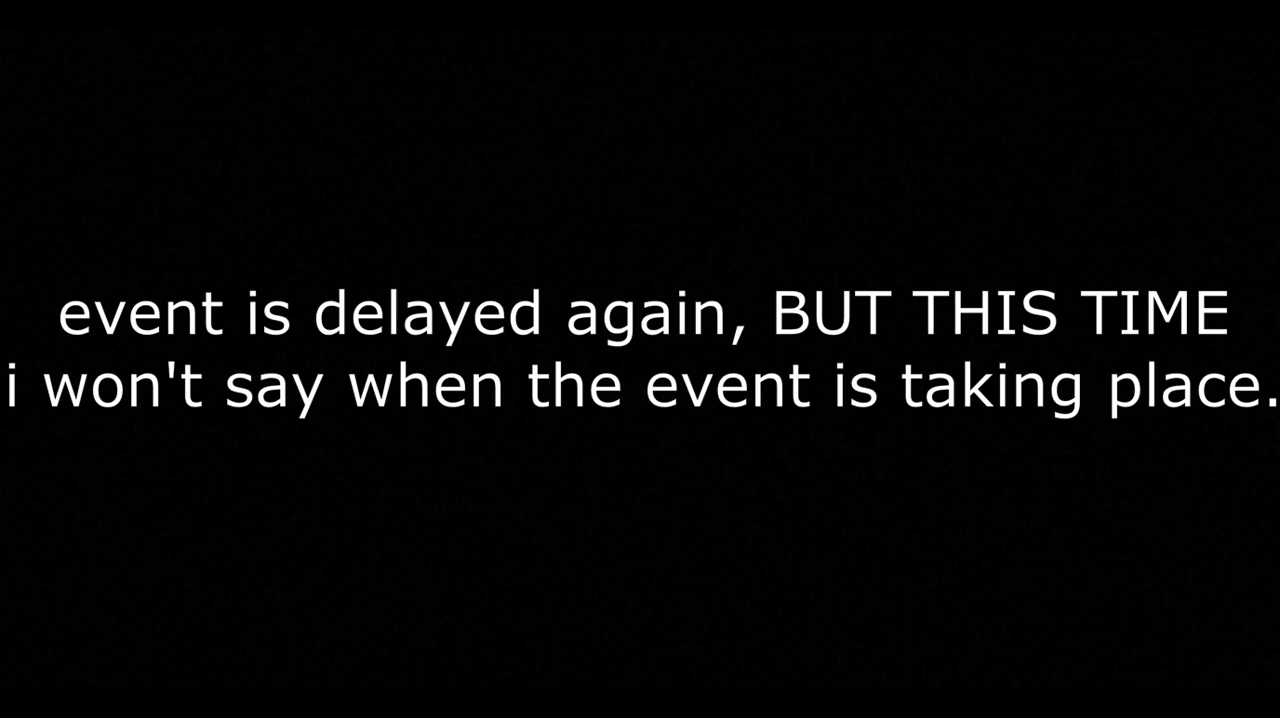 event is delayed again, BUT THIS TIME
i won't say when the event is taking place.